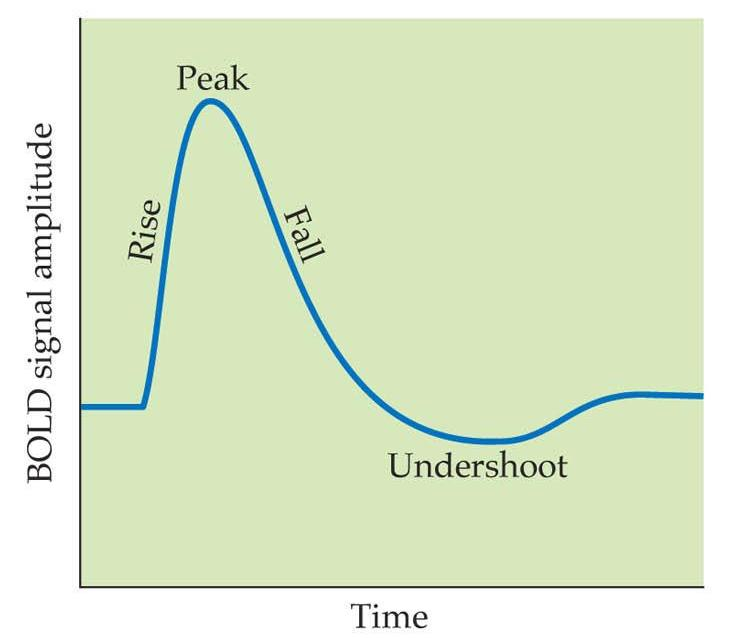 Peak
Rise
Fall
Undershoot
BOLD signal amplitude
Time